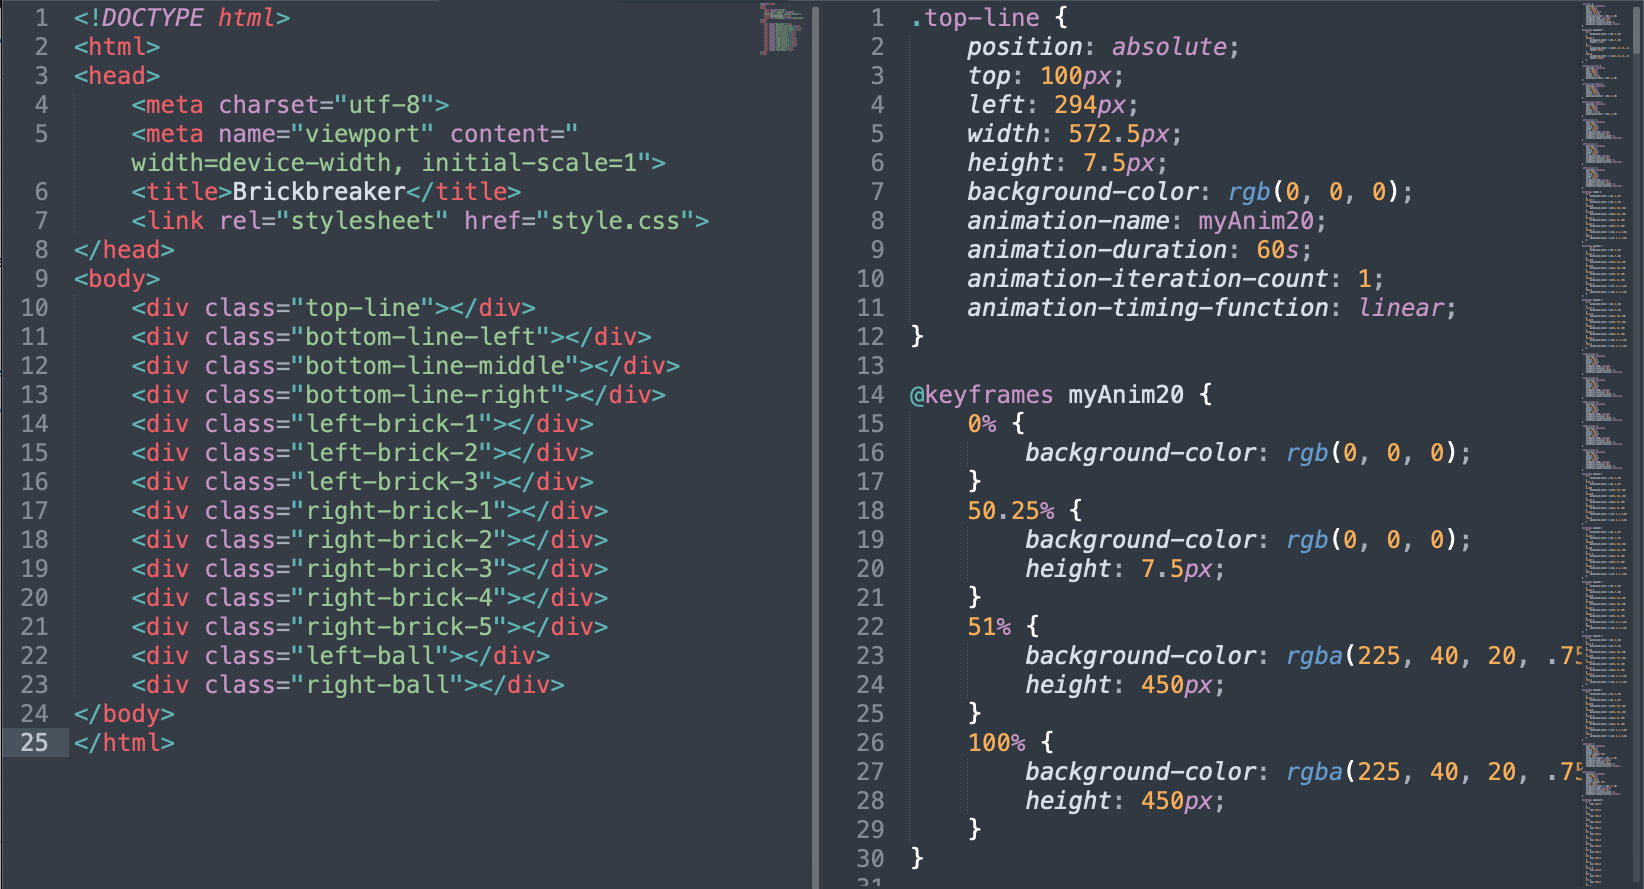 1 <!DOCTYPE html>
2 <html>
3 <head>
4     <meta charset="utf-8">
5     <meta name="viewport" content="
    width=device-width, initial-scale=1">
6     <title>Brickbreaker</title>
7     <link rel="stylesheet" href="style.css">
8 </head>
9 <body>
10     <div class="top-line"></div>
11     <div class="bottom-line-left"></div>
12     <div class="bottom-line-middle"></div>
13     <div class="bottom-line-right"></div>
14     <div class="left-brick-1"></div>
15     <div class="left-brick-2"></div>
16     <div class="left-brick-3"></div>
17     <div class="right-brick-1"></div>
18     <div class="right-brick-2"></div>
19     <div class="right-brick-3"></div>
20     <div class="right-brick-4"></div>
21     <div class="right-brick-5"></div>
22     <div class="left-ball"></div>
23     <div class="right-ball"></div>
24 </body>
25 </html>
1 .top-line {
2     position: absolute;
3     top: 100px;
4     left: 294px;
5     width: 572.5px;
6     height: 7.5px;
7     background-color: rgb(0, 0, 0);
8     animation-name: myAnim20;
9     animation-duration: 60s;
10     animation-iteration-count: 1;
11     animation-timing-function: linear;
12 }
13
14 @keyframes myAnim20 {
15     0% {
16         background-color: rgb(0, 0, 0);
17     }
18     50.25% {
19         background-color: rgb(0, 0, 0);
20         height: 7.5px;
21     }
22     51% {
23         background-color: rgba(225, 40, 20, .75
24         height: 450px;
25     }
26     100% {
27         background-color: rgba(225, 40, 20, .75
28         height: 450px;
29     }
30 }
31